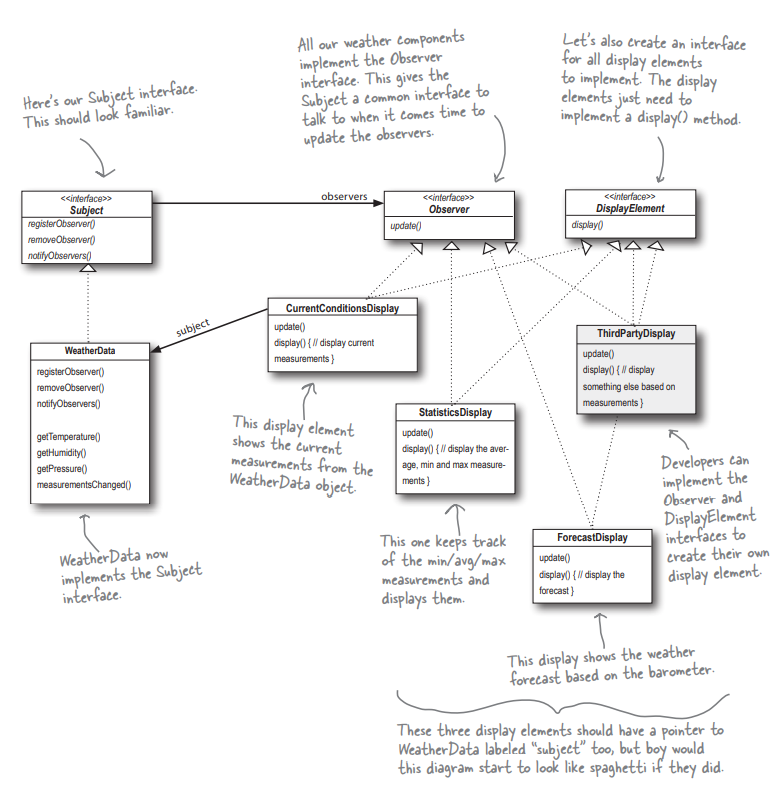 All our weather components
implement the Observer
interface. This gives the
Subject a common interface to
talk to when it comes time to
update the observers.
Let's also create an interface
for all display elements
to implement. The display
elements just need to
implement a display() method.
Here's our Subject interface.
This should look familiar.
<<interface>>
Subject
registerObserver()
removeObserver()
notifyObservers()
observers
<<interface>>
Observer
update()
<<interface>>
DisplayElement
display()
subject
CurrentConditionsDisplay
update()
display() { // display current
measurements }
ThirdPartyDisplay
update()
display() { // display
something else based on
measurements }
WeatherData
registerObserver()
removeObserver()
notifyObservers()
getTemperature()
getHumidity()
getPressure()
measurementsChanged()
StatisticsDisplay
update()
display() { // display the aver-
age, min and max measure-
ments }
This display element
shows the current
measurements from the
WeatherData object.
Developers can
implement the
Observer and
DisplayElement
interfaces to
create their own
display element.
ForecastDisplay
update()
display() { // display the
forecast }
This one keeps track
of the min/avg/max
measurements and
displays them.
WeatherData now
implements the Subject
interface.
This display shows the weather
forecast based on the barometer.
These three display elements should have a pointer to
WeatherData labeled "subject" too, but boy would
this diagram start to look like spaghetti if they did.